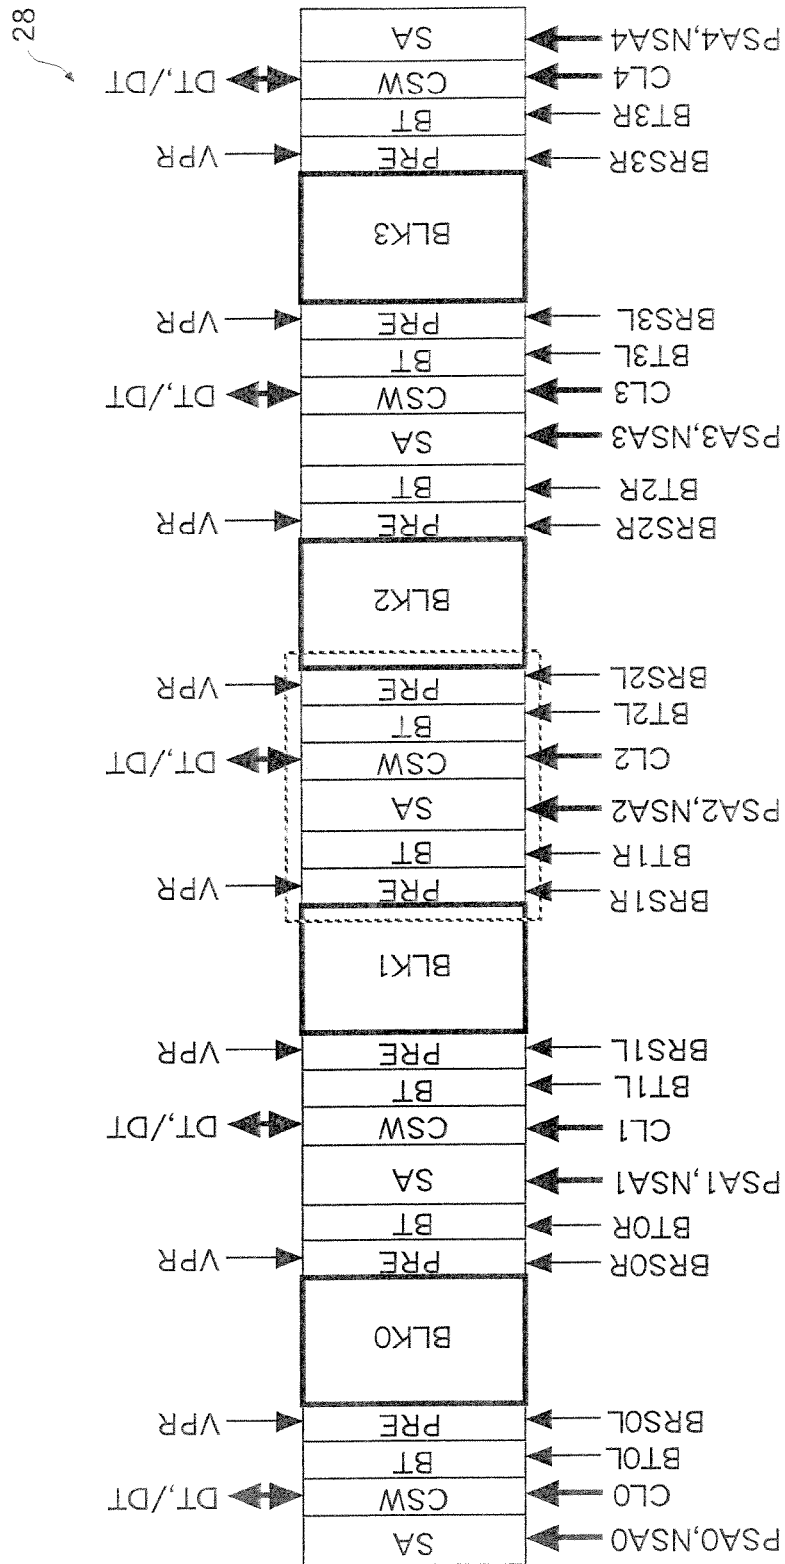 PSA0,NSA0
SA
CL0
CSW
DT,/DT
BT0L
BT
BRS0L
PRE
VPR
BLK0
BRS0R
PRE
VPR
BT0R
BT
PSA1,NSA1
SA
CL1
CSW
DT,/DT
BT1L
BT
BRS1L
PRE
VPR
BLK1
BRS1R
PRE
VPR
BT1R
BT
PSA2,NSA2
SA
CL2
CSW
DT,/DT
BT2L
BT
BRS2L
PRE
VPR
BLK2
BRS2R
PRE
VPR
BT2R
BT
PSA3,NSA3
SA
CL3
CSW
DT,/DT
BT3L
BT
BRS3L
PRE
VPR
BLK3
BRS3R
PRE
VPR
BT3R
BT
CL4
CSW
DT,/DT
PSA4,NSA4
SA
28